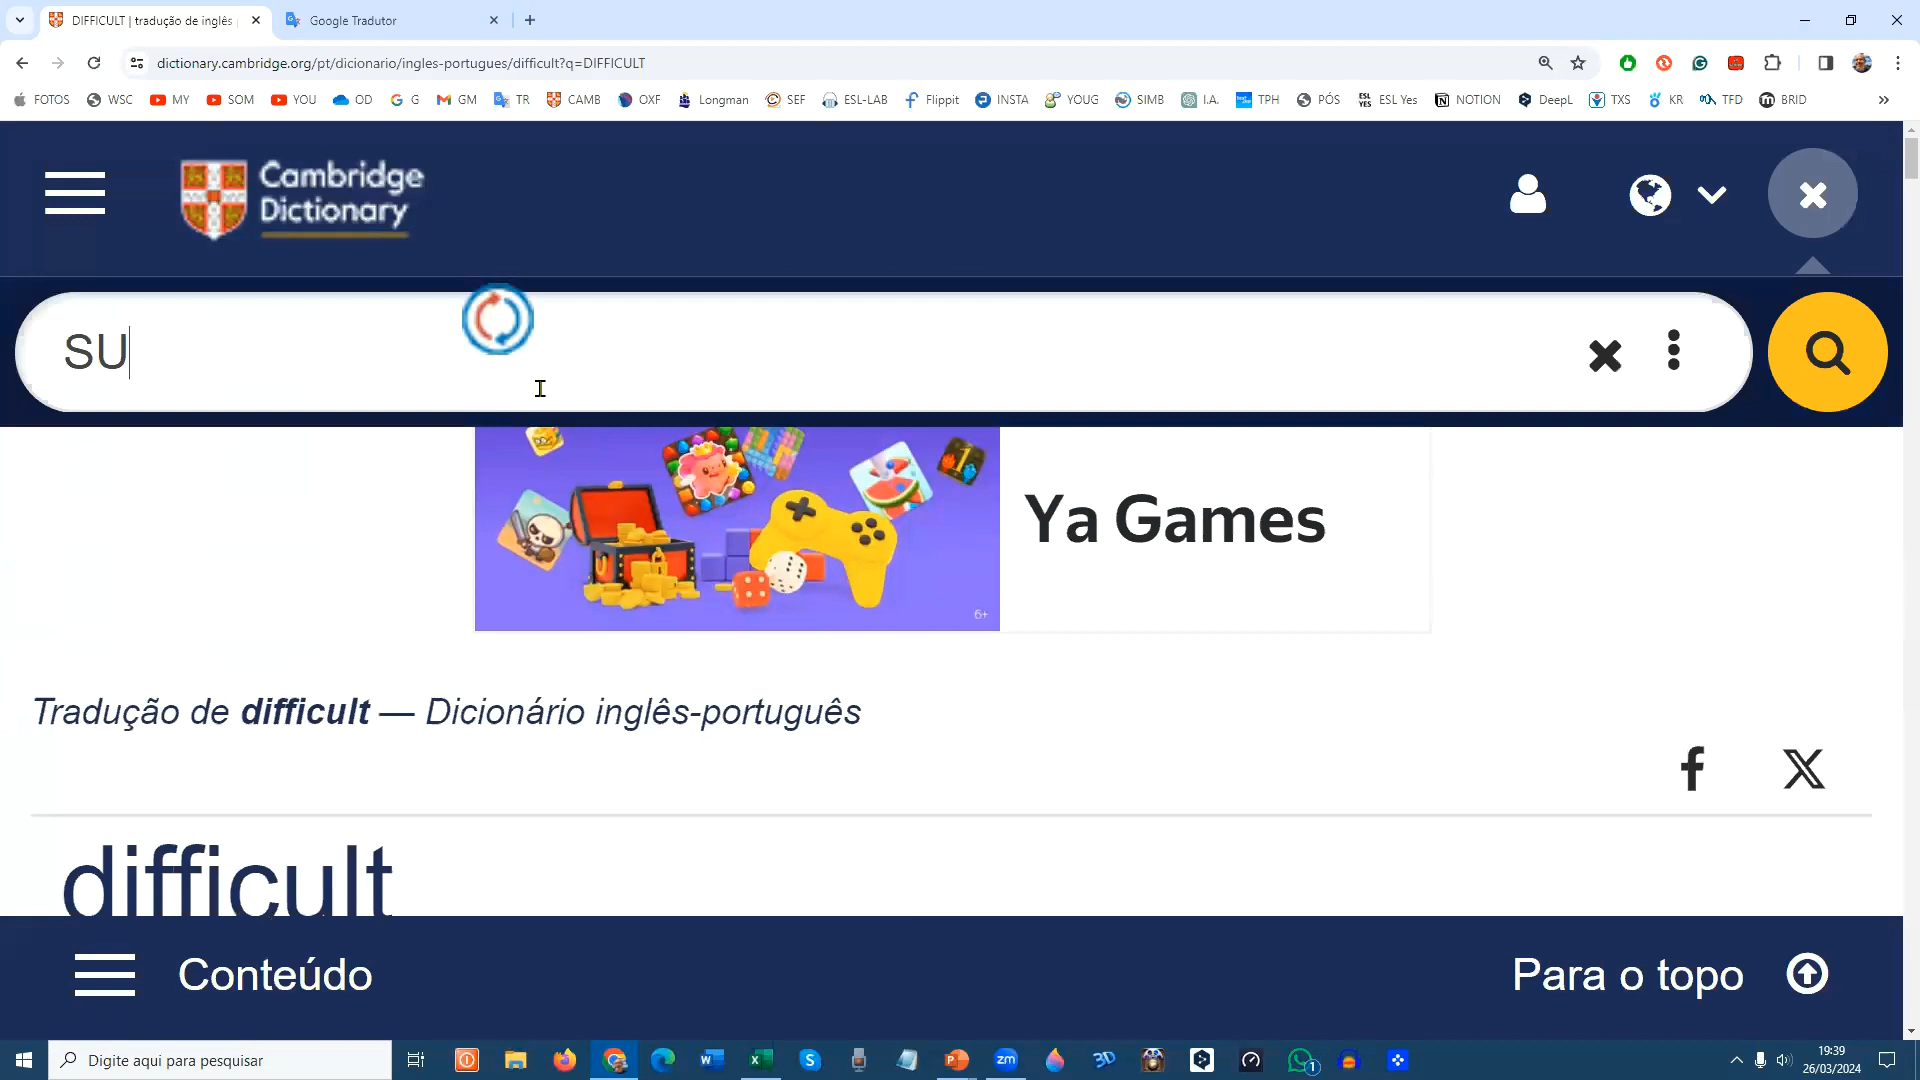 DIFFICULT | tradução de inglês
Google Tradutor
dictionary.cambridge.org/pt/dicionario/ingles-portugues/difficult?q=DIFFICULT
FOTOS WSC MY SOM YOU OD G GM TR CAMB OXF Longman SEF ESL-LAB Flippit INSTA YOUG SIMB I.A. TPH PÓS ESL Yes NOTION DeepL TXS KR TFD BRID
Cambridge
Dictionary
SU
Ya Games
6+
Tradução de difficult — Dicionário inglês-português
difficult
Conteúdo
Para o topo
Digite aqui para pesquisar
19:39
26/03/2024